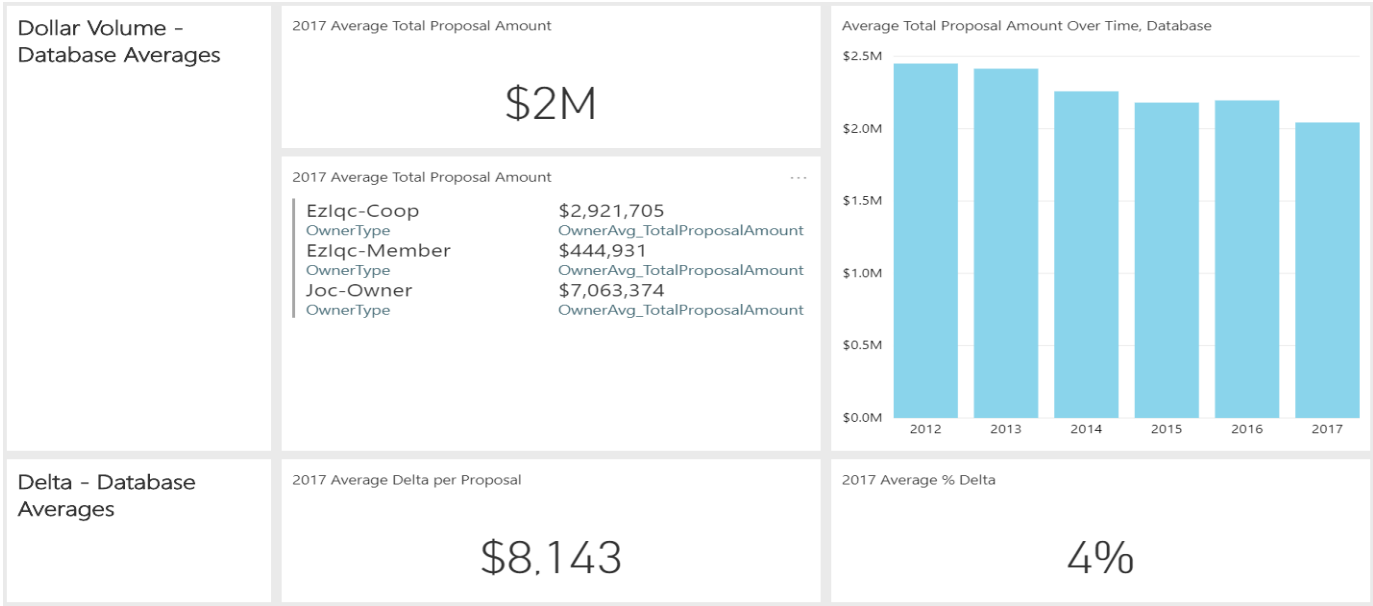 Dollar Volume -
Database Averages
2017 Average Total Proposal Amount
$2M
2017 Average Total Proposal Amount
...
EzIqc-Coop $2,921,705
OwnerType OwnerAvg_TotalProposalAmount
EzIqc-Member $444,931
OwnerType OwnerAvg_TotalProposalAmount
Joc-Owner $7,063,374
OwnerType OwnerAvg_TotalProposalAmount
Average Total Proposal Amount Over Time, Database
$2.5M
$2.0M
$1.5M
$1.0M
$0.5M
$0.0M
2012 2013 2014 2015 2016 2017
Delta - Database
Averages
2017 Average Delta per Proposal
$8,143
2017 Average % Delta
4%